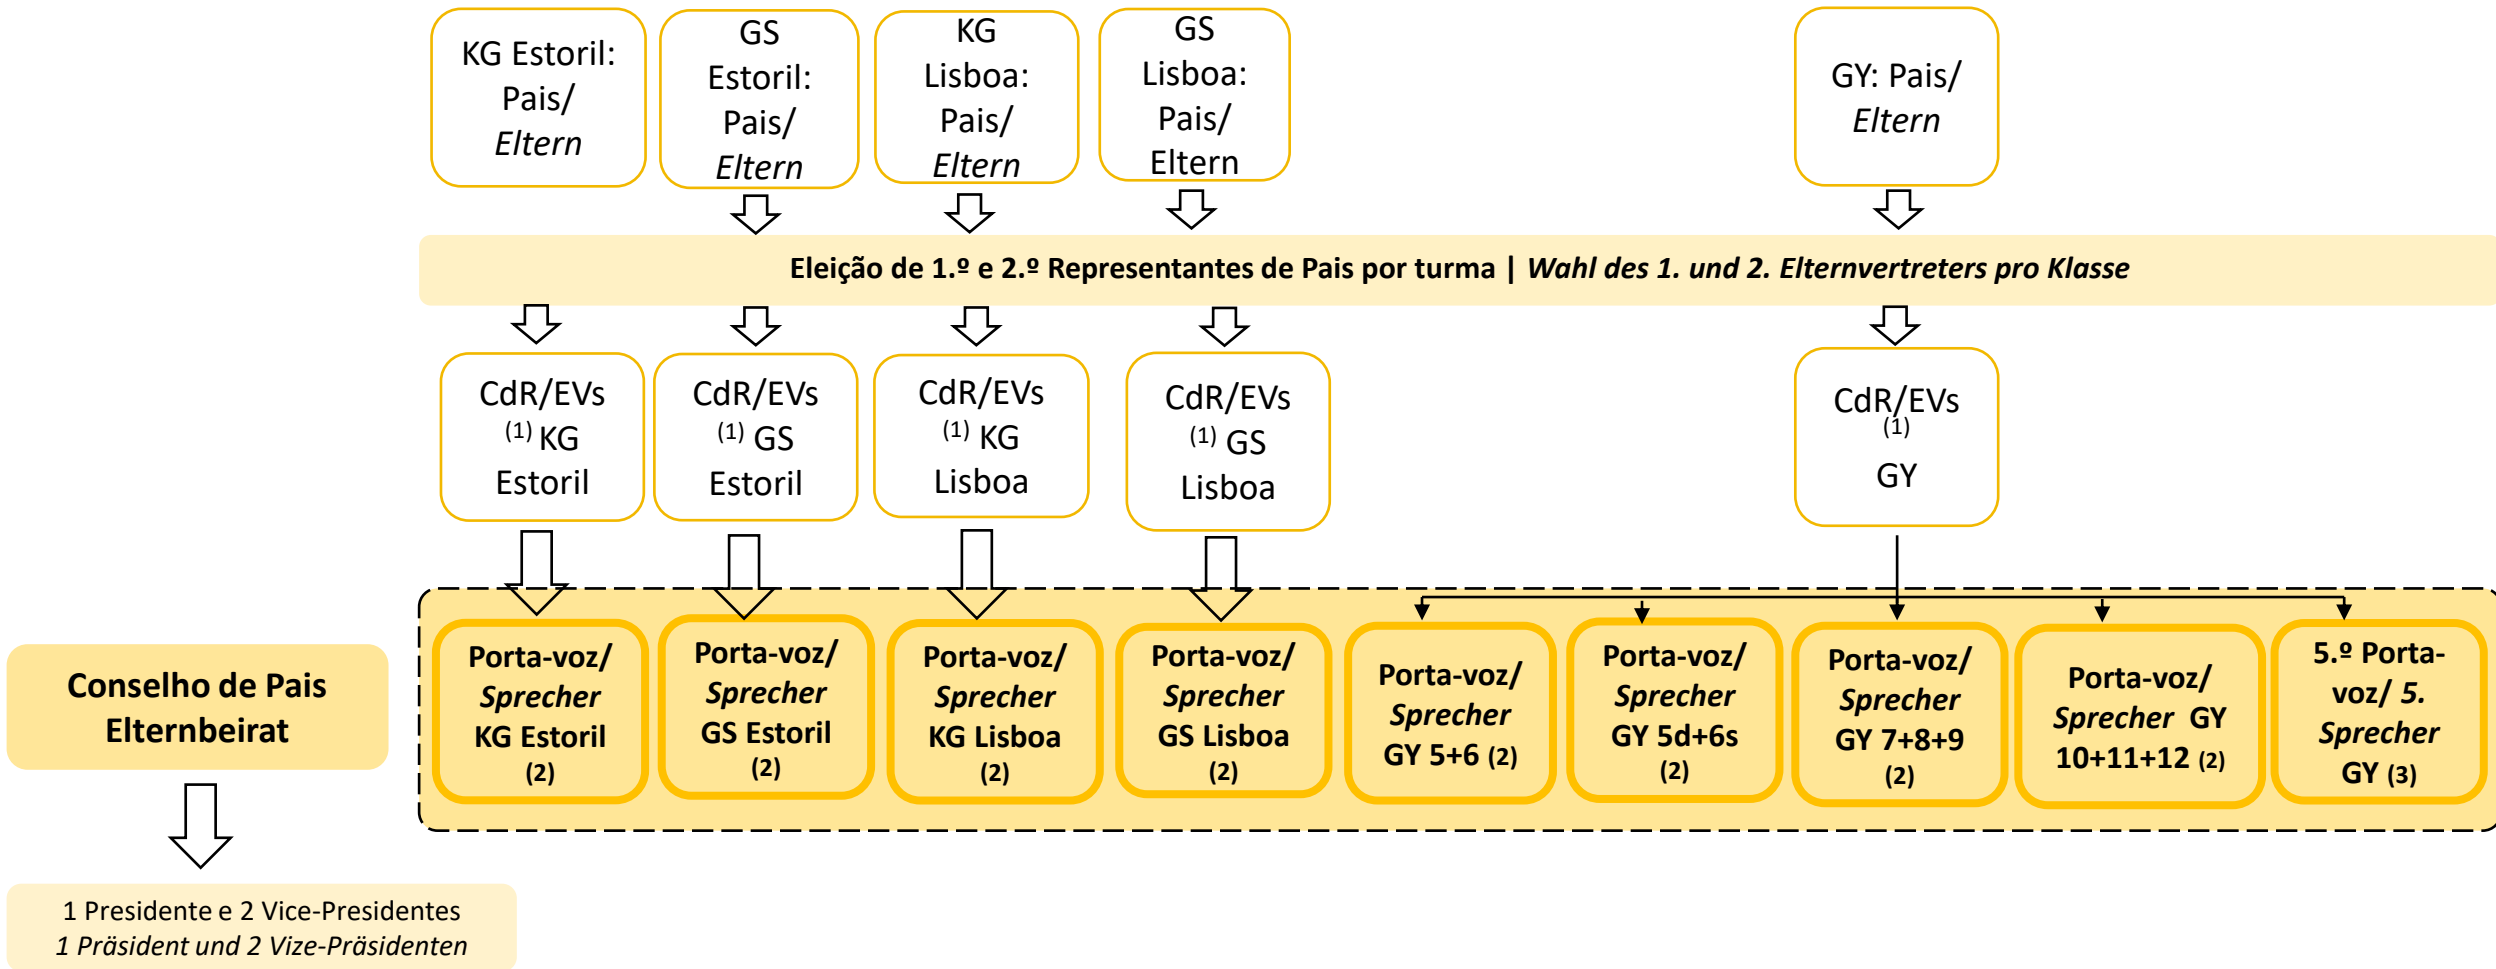 KG Estoril:
Pais/
Eltern
GS
Estoril:
Pais/
Eltern
KG
Lisboa:
Pais/
Eltern
GS
Lisboa:
Pais/
Eltern
GY: Pais/
Eltern
Eleição de 1.º e 2.º Representantes de Pais por turma | Wahl des 1. und 2. Elternvertreters pro Klasse
CdR/EVs
(1) KG
Estoril
CdR/EVs
(1) GS
Estoril
CdR/EVs
(1) KG
Lisboa
CdR/EVs
(1) GS
Lisboa
CdR/EVs
(1)
GY
Conselho de Pais
Elternbeirat
Porta-voz/
Sprecher
KG Estoril
(2)
Porta-voz/
Sprecher
GS Estoril
(2)
Porta-voz/
Sprecher
KG Lisboa
(2)
Porta-voz/
Sprecher
GS Lisboa
(2)
Porta-voz/
Sprecher
GY 5+6 (2)
Porta-voz/
Sprecher
GY 5d+6s
(2)
Porta-voz/
Sprecher
GY 7+8+9
(2)
Porta-voz/
Sprecher GY
10+11+12 (2)
5.º Porta-
voz/ 5.
Sprecher
GY (3)
1 Presidente e 2 Vice-Presidentes
1 Präsident und 2 Vize-Präsidenten